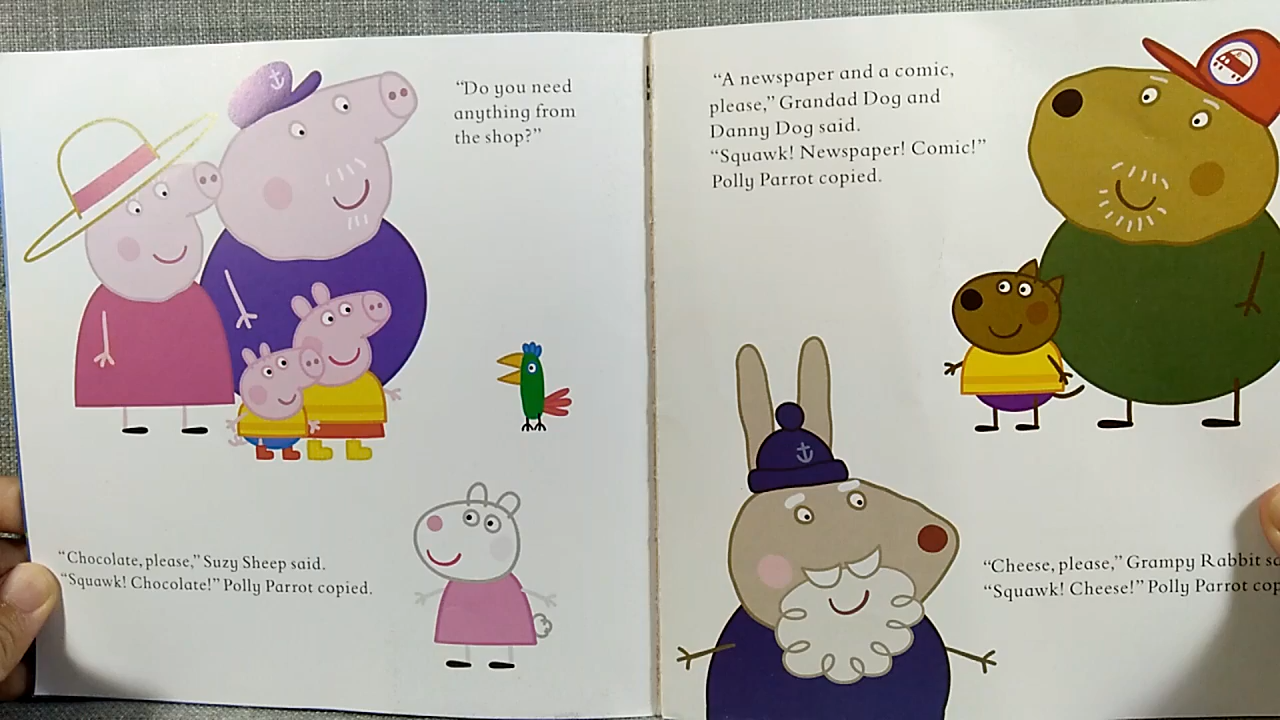 “Do you need
anything from
the shop?”
“Chocolate, please,” Suzy Sheep said.
“Squawk! Chocolate!” Polly Parrot copied.
“A newspaper and a comic,
please,” Grandad Dog and
Danny Dog said.
“Squawk! Newspaper! Comic!”
Polly Parrot copied.
“Cheese, please,” Grampy Rabbit
“Squawk! Cheese!” Polly Parrot